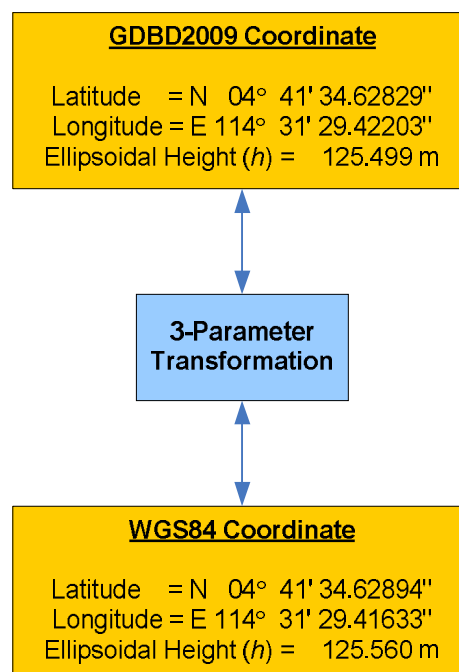 GDBD2009 Coordinate
Latitude = N 04° 41' 34.62829"
Longitude = E 114° 31' 29.42203"
Ellipsoidal Height (h) = 125.499 m
3-Parameter
Transformation
WGS84 Coordinate
Latitude = N 04° 41' 34.62894"
Longitude = E 114° 31' 29.41633"
Ellipsoidal Height (h) = 125.560 m